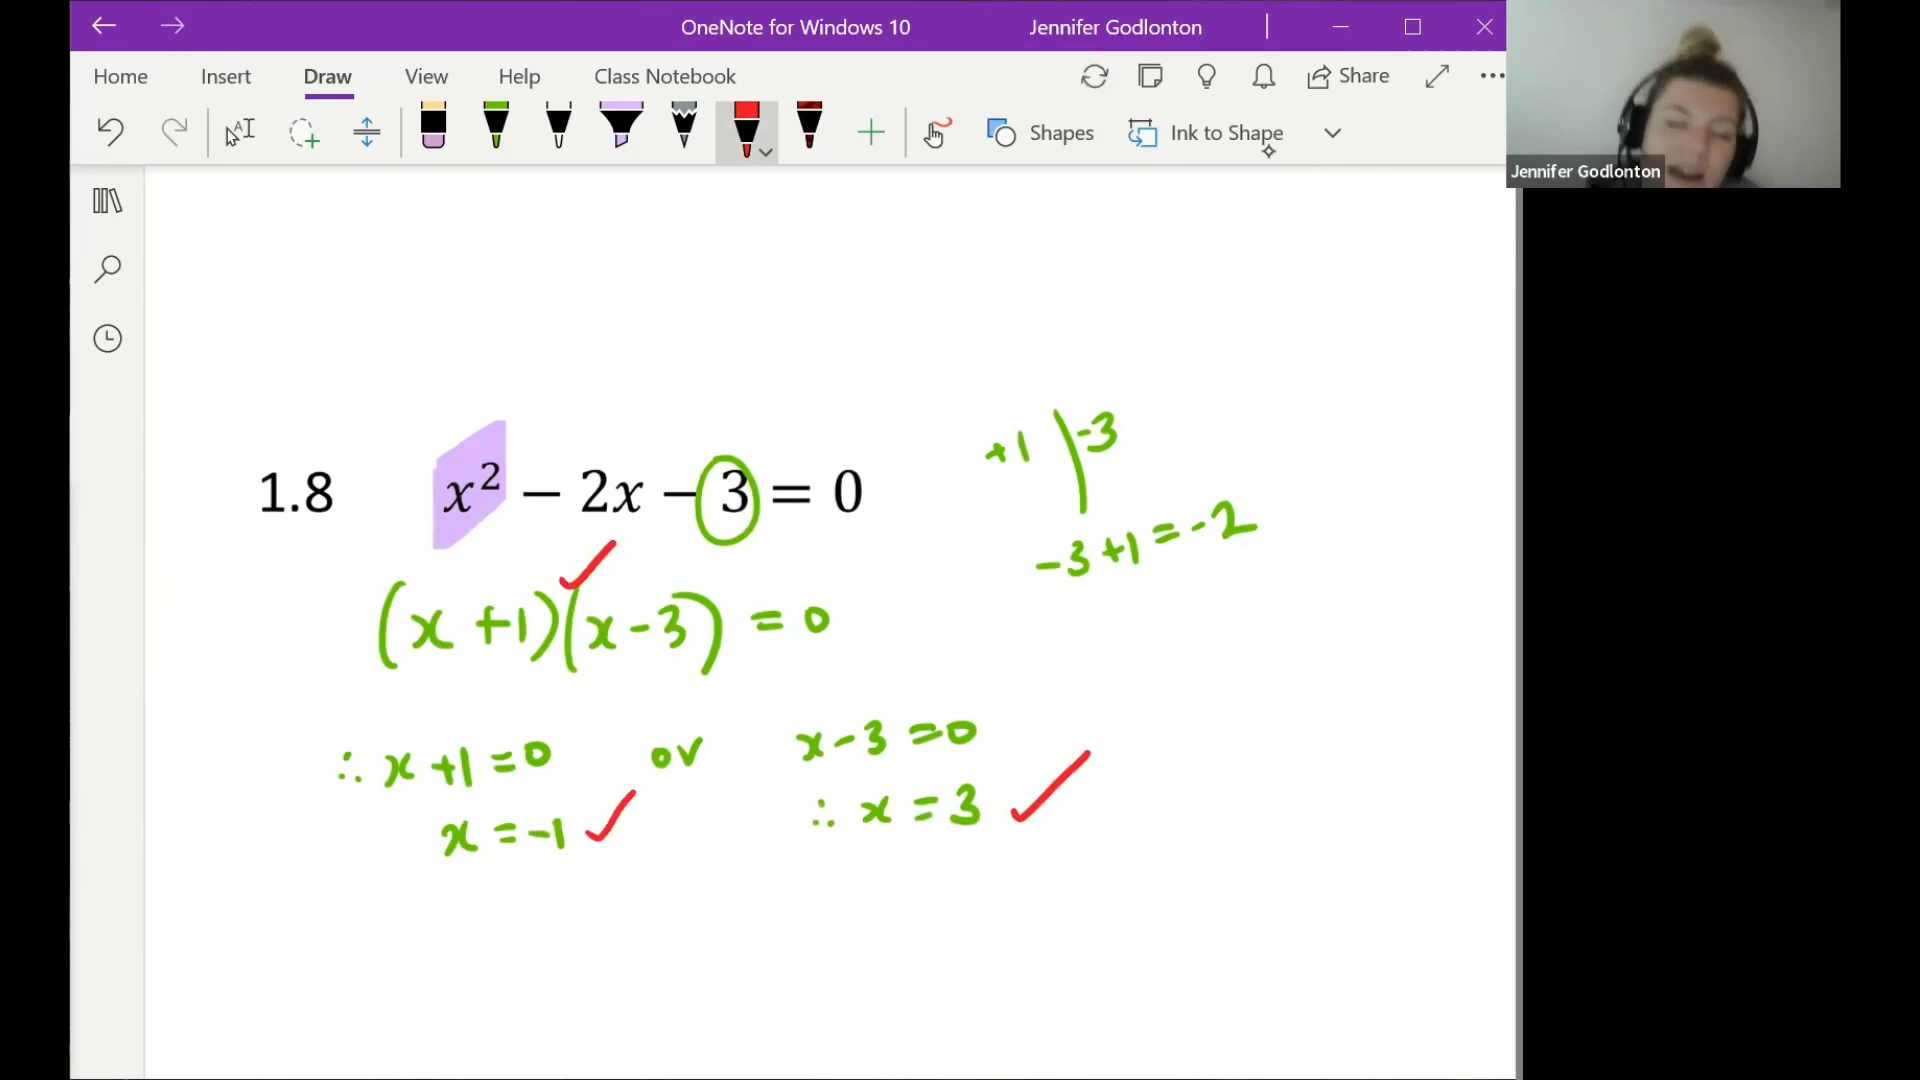 OneNote for Windows 10
Jennifer Godlonton
Home Insert Draw View Help Class Notebook
Share
Shapes
Ink to Shape
Jennifer Godlonton
1.8 x² − 2x − 3 = 0
+1 -3
-3 +1 = -2
(x +1)(x -3) = 0
∴ x +1 = 0 or x -3 = 0
x = -1 ∴ x = 3